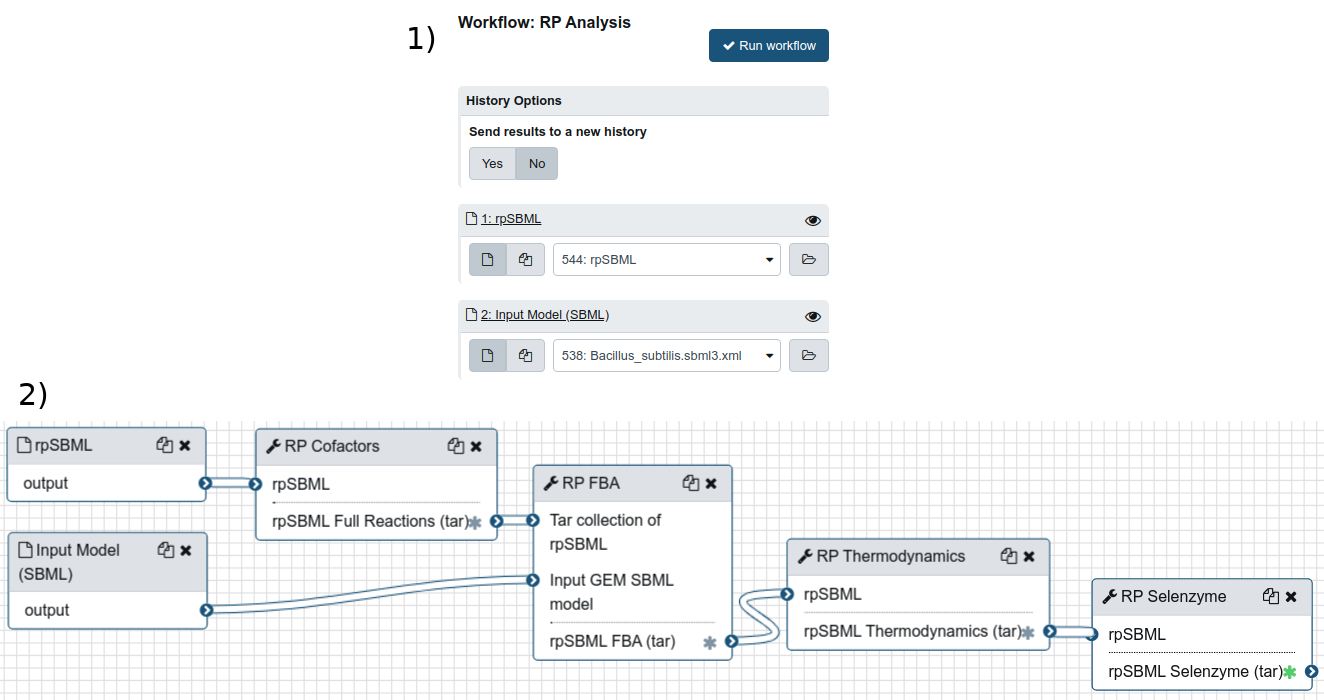 1)
Workflow: RP Analysis
Run workflow
History Options
Send results to a new history
Yes No
1: rpSBML
544: rpSBML
2: Input Model (SBML)
538: Bacillus_subtilis.sbml3.xml
2)
rpSBML
output
Input Model
(SBML)
output
RP Cofactors
rpSBML
rpSBML Full Reactions (tar)
RP FBA
Tar collection of
rpSBML
Input GEM SBML
model
rpSBML FBA (tar)
RP Thermodynamics
rpSBML
rpSBML Thermodynamics (tar)
RP Selenzyme
rpSBML
rpSBML Selenzyme (tar)